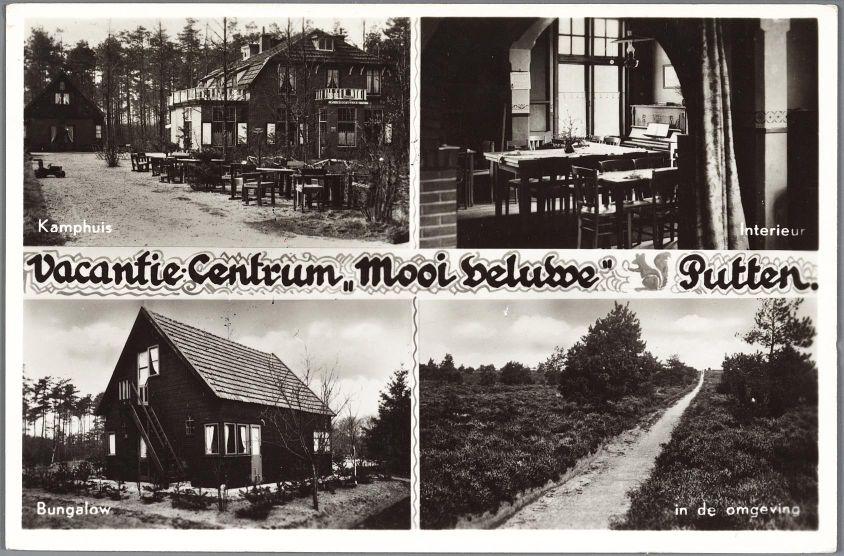 Kamphuis
Interieur
Vacantie-Centrum „Mooi Veluwe" Putten.
Bungalow
in de omgeving